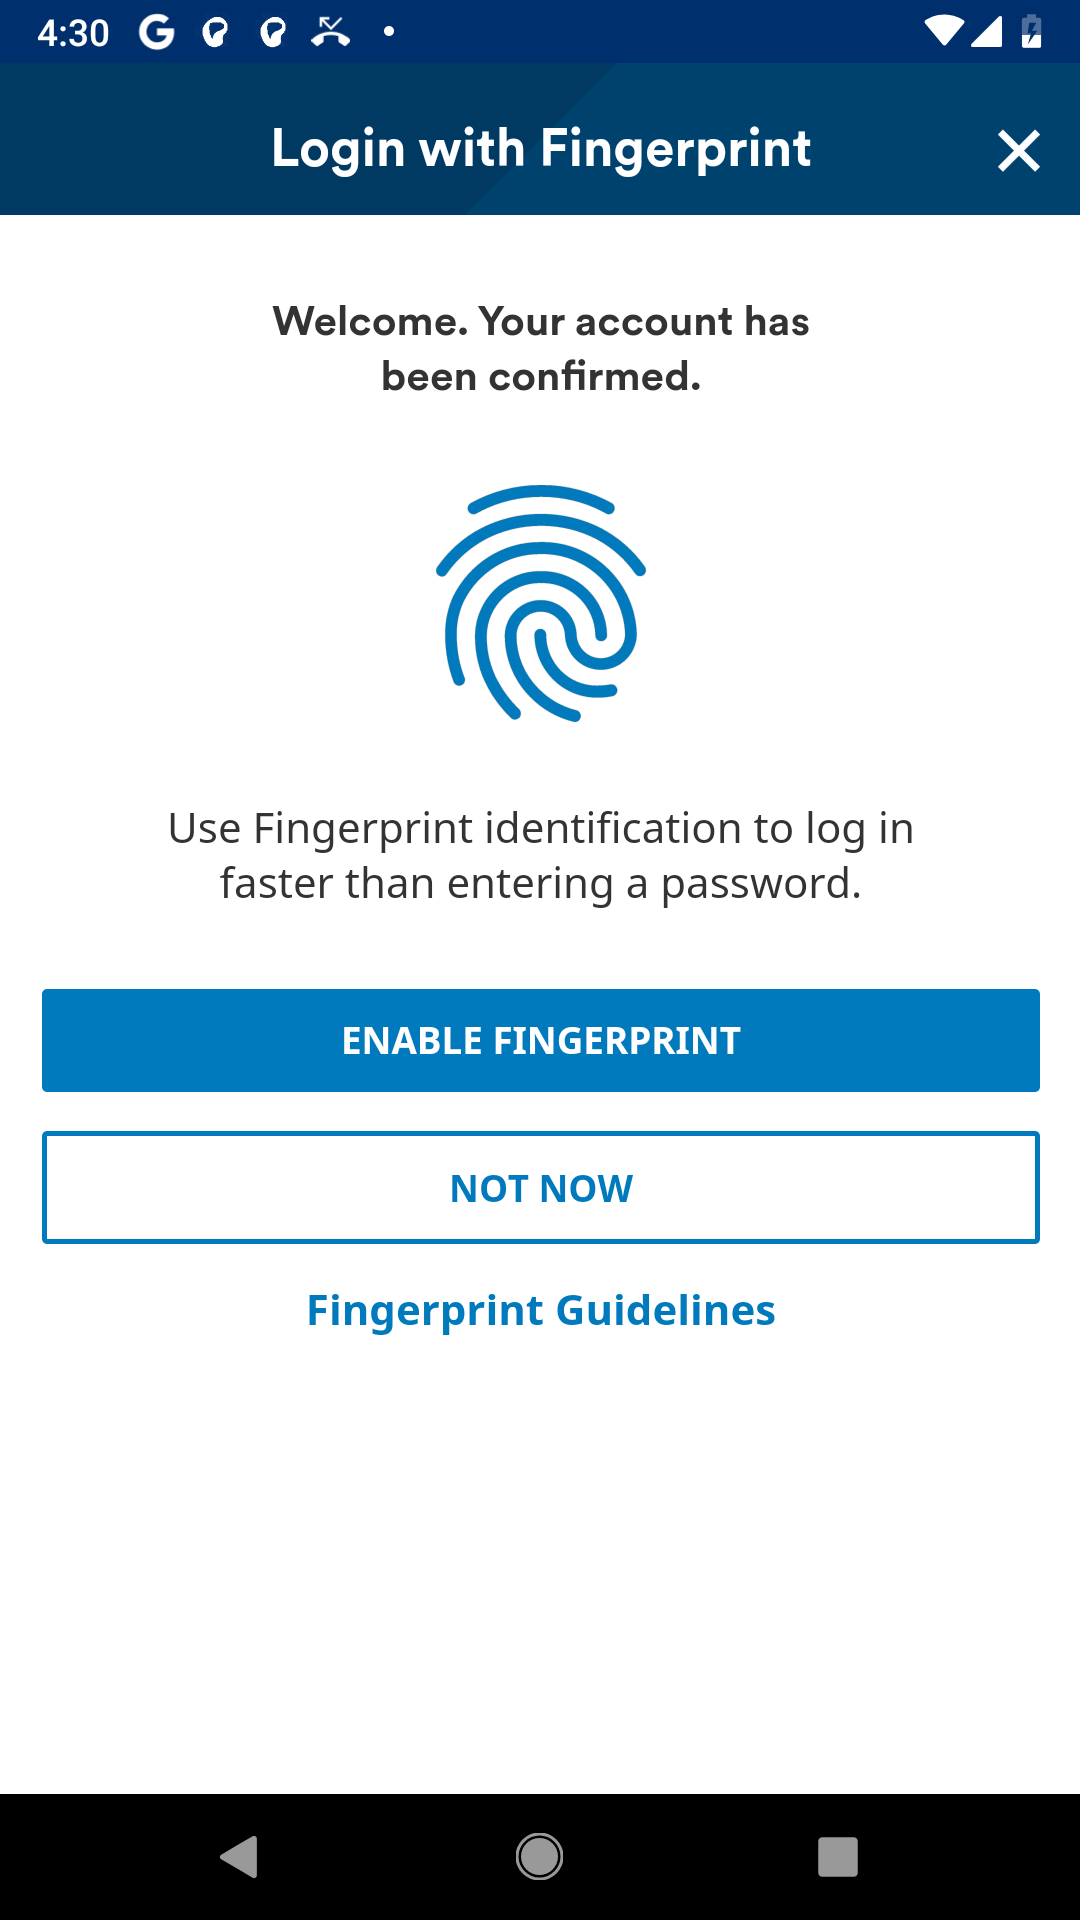 4:30
Login with Fingerprint
Welcome. Your account has
been confirmed.
Use Fingerprint identification to log in
faster than entering a password.
ENABLE FINGERPRINT
NOT NOW
Fingerprint Guidelines